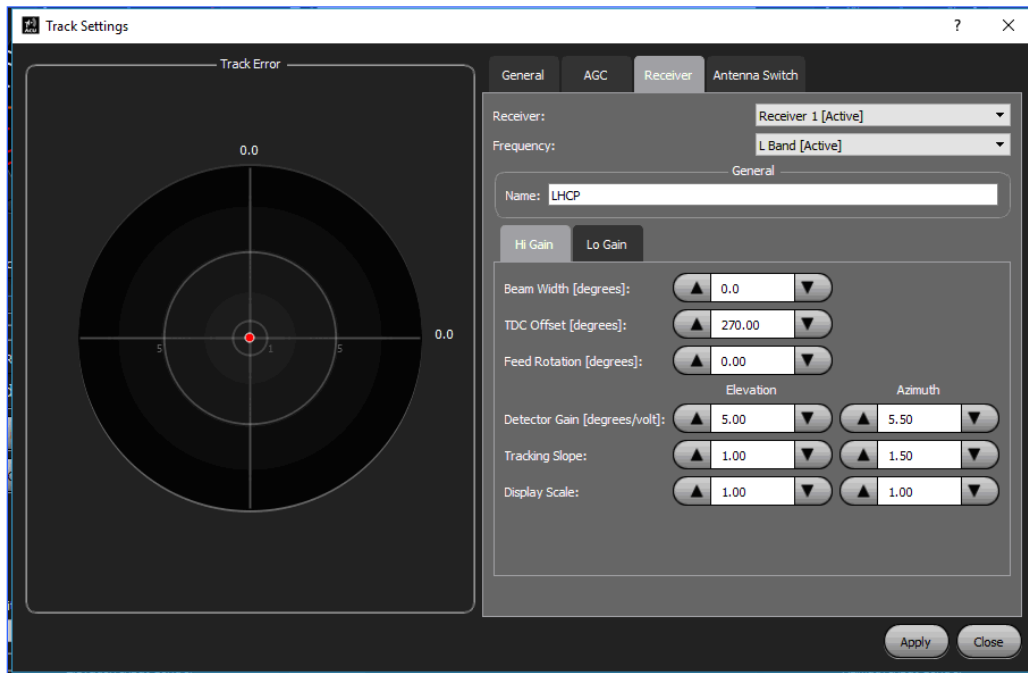 Track Settings
? ✕
Track Error
0.0
0.0
5 1 5
General AGC Receiver Antenna Switch
Receiver: Receiver 1 [Active]
Frequency: L Band [Active]
General
Name: LHCP
Hi Gain Lo Gain
Beam Width [degrees]: 0.0
TDC Offset [degrees]: 270.00
Feed Rotation [degrees]: 0.00
Elevation Azimuth
Detector Gain [degrees/volt]: 5.00 5.50
Tracking Slope: 1.00 1.50
Display Scale: 1.00 1.00
Apply Close